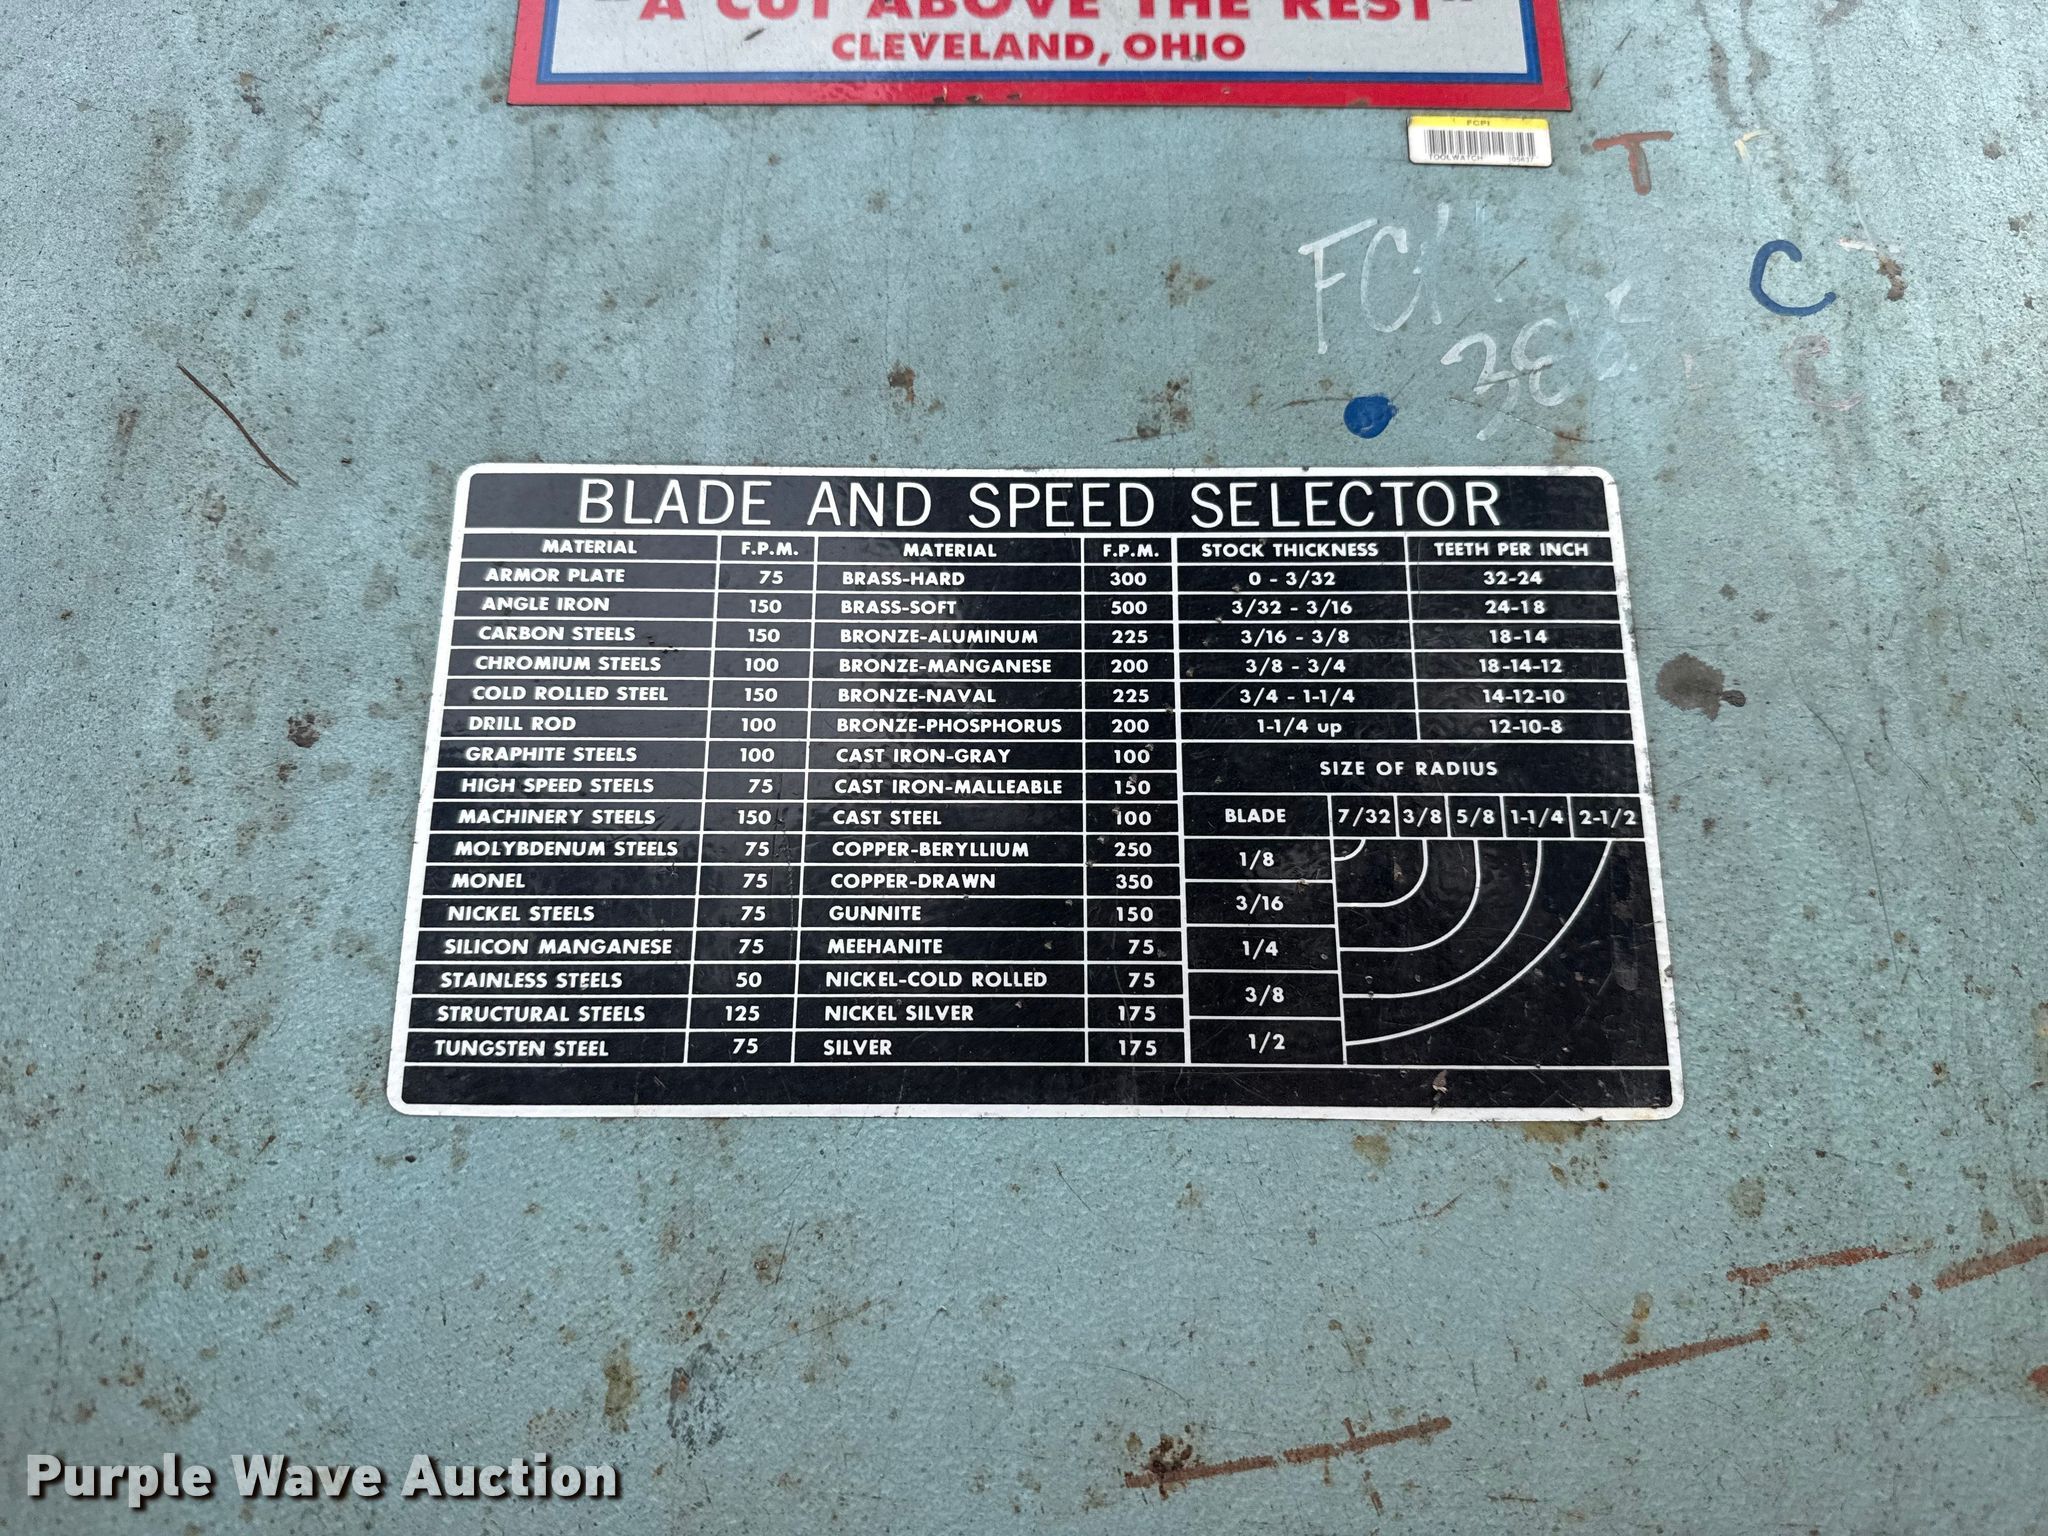 "A CUT ABOVE THE REST"
CLEVELAND, OHIO
FCPI
TOOLWATCH
T
FCI
C
C
BLADE AND SPEED SELECTOR
MATERIAL F.P.M. MATERIAL F.P.M. STOCK THICKNESS TEETH PER INCH
ARMOR PLATE 75 BRASS-HARD 300 0 - 3/32 32-24
ANGLE IRON 150 BRASS-SOFT 500 3/32 - 3/16 24-18
CARBON STEELS 150 BRONZE-ALUMINUM 225 3/16 - 3/8 18-14
CHROMIUM STEELS 100 BRONZE-MANGANESE 200 3/8 - 3/4 18-14-12
COLD ROLLED STEEL 150 BRONZE-NAVAL 225 3/4 - 1-1/4 14-12-10
DRILL ROD 100 BRONZE-PHOSPHORUS 200 1-1/4 up 12-10-8
GRAPHITE STEELS 100 CAST IRON-GRAY 100
SIZE OF RADIUS
HIGH SPEED STEELS 75 CAST IRON-MALLEABLE 150
MACHINERY STEELS 150 CAST STEEL 100 BLADE 7/32 3/8 5/8 1-1/4 2-1/2
MOLYBDENUM STEELS 75 COPPER-BERYLLIUM 250 1/8
MONEL 75 COPPER-DRAWN 350
NICKEL STEELS 75 GUNNITE 150 3/16
SILICON MANGANESE 75 MEEHANITE 75 1/4
STAINLESS STEELS 50 NICKEL-COLD ROLLED 75 3/8
STRUCTURAL STEELS 125 NICKEL SILVER 175
TUNGSTEN STEEL 75 SILVER 175 1/2
Purple Wave Auction